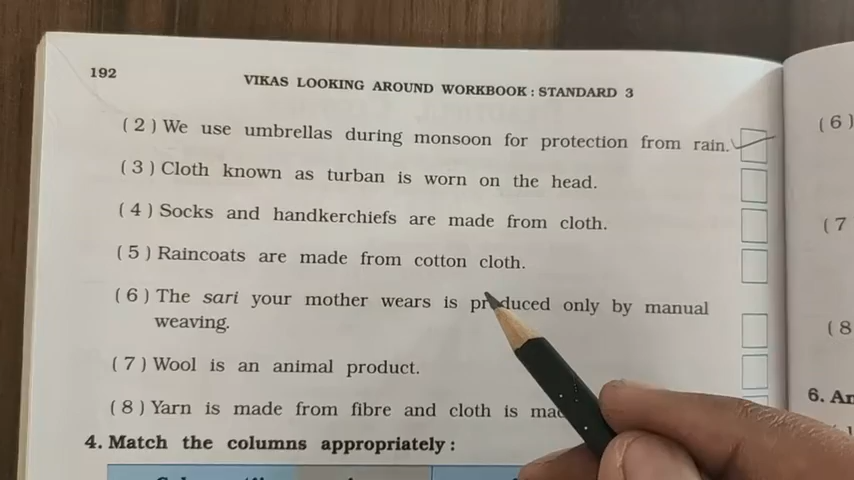 192
VIKAS LOOKING AROUND WORKBOOK : STANDARD 3
( 2 ) We use umbrellas during monsoon for protection from rain.
( 3 ) Cloth known as turban is worn on the head.
( 4 ) Socks and handkerchiefs are made from cloth.
( 5 ) Raincoats are made from cotton cloth.
( 6 ) The sari your mother wears is produced only by manual
weaving.
( 7 ) Wool is an animal product.
( 8 ) Yarn is made from fibre and cloth is
4. Match the columns appropriately :
( 6 )
( 7
( 8
6.